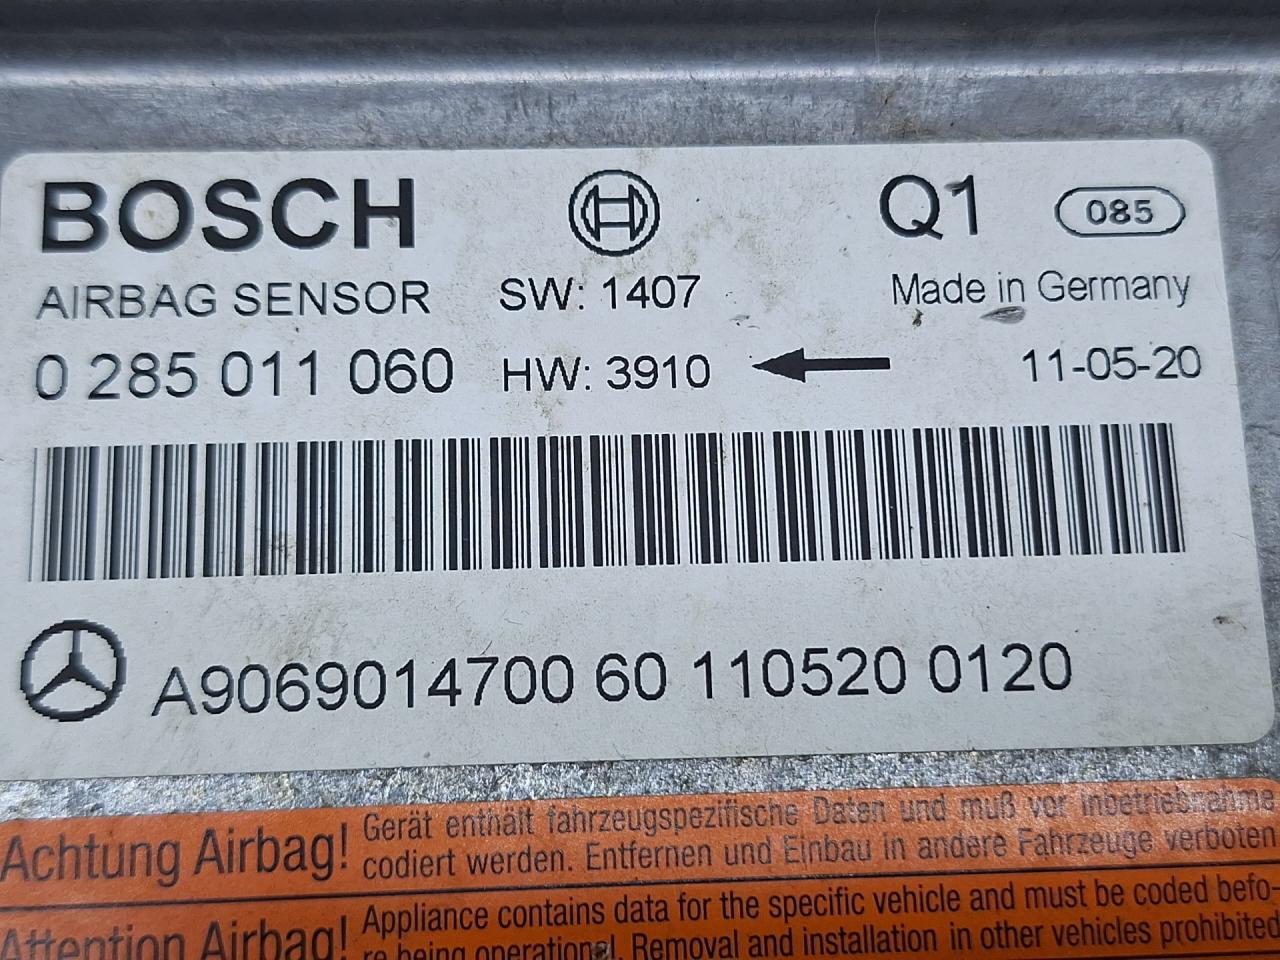 BOSCH Q1 085
AIRBAG SENSOR SW: 1407 Made in Germany
0 285 011 060 HW: 3910 11-05-20
A9069014700 60 110520 0120
Achtung Airbag! Gerät enthält fahrzeugspezifische Daten und muß vor Inbetriebnahme
codiert werden. Entfernen und Einbau in andere Fahrzeuge verboten
Attention Airbag! Appliance contains data for the specific vehicle and must be coded befo-
re being operational. Removal and installation in other vehicles prohibited